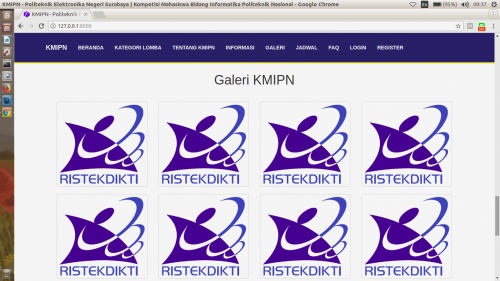 KMIPN - Politeknik Elektronika Negeri Surabaya | Kompetisi Mahasiswa Bidang Informatika Politeknik Nasional - Google Chrome
(95%) 09:37
KMIPN - Politeknik E
127.0.0.1:8000
KMIPN BERANDA KATEGORI LOMBA TENTANG KMIPN INFORMASI GALERI JADWAL FAQ LOGIN REGISTER
Galeri KMIPN
RISTEKDIKTI RISTEKDIKTI RISTEKDIKTI RISTEKDIKTI
RISTEKDIKTI RISTEKDIKTI RISTEKDIKTI RISTEKDIKTI